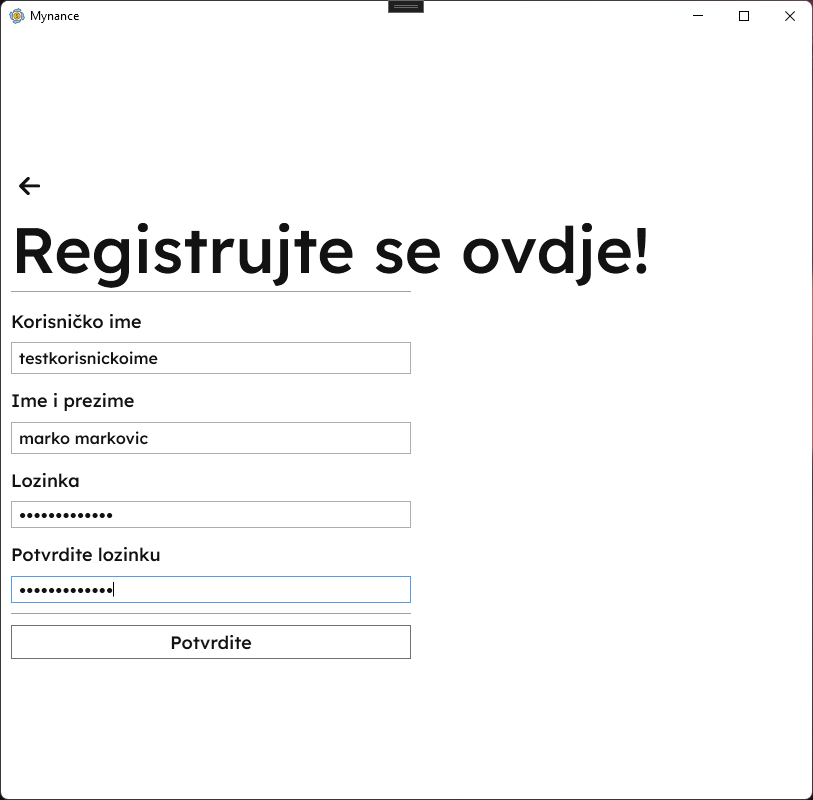 Mynance
Registrujte se ovdje!
Korisničko ime
testkorisnickoime
Ime i prezime
marko markovic
Lozinka
•••••••••••••
Potvrdite lozinku
•••••••••••••
Potvrdite